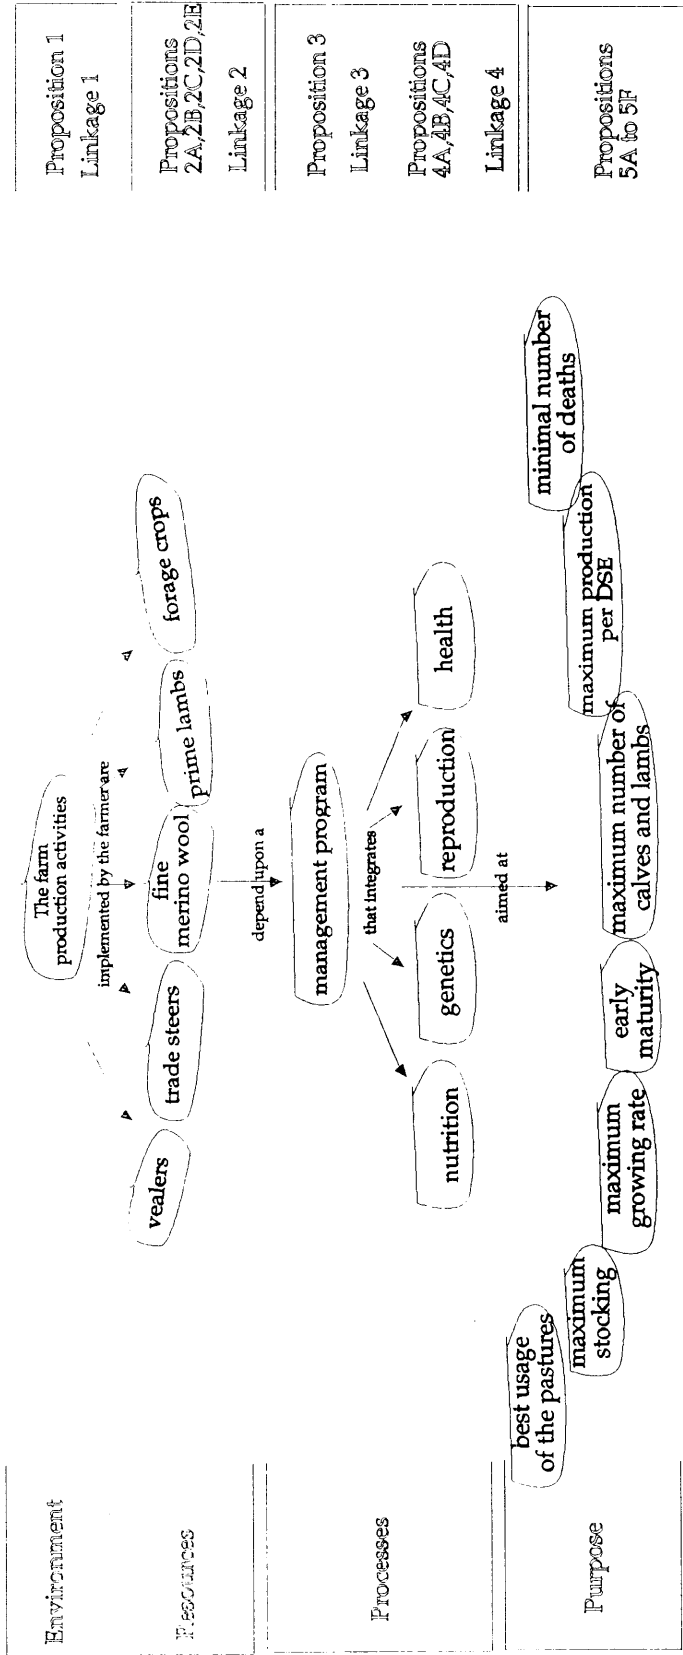 Environment
The farm
production activities
Proposition 1
Linkage 1
implemented by the farmer are
Resources
vealers
trade steers
fine
merino wool
prime lambs
forage crops
Propositions
2A,2B,2C,2D,2E
Linkage 2
depend upon a
Processes
management program
Proposition 3
Linkage 3
that integrates
nutrition
genetics
reproduction
health
Propositions
4A,4B,4C,4D
Linkage 4
aimed at
Purpose
best usage
of the pastures
maximum
stocking
maximum
growing rate
early
maturity
maximum number of
calves and lambs
maximum production
per DSE
minimal number
of deaths
Propositions
5A to 5F